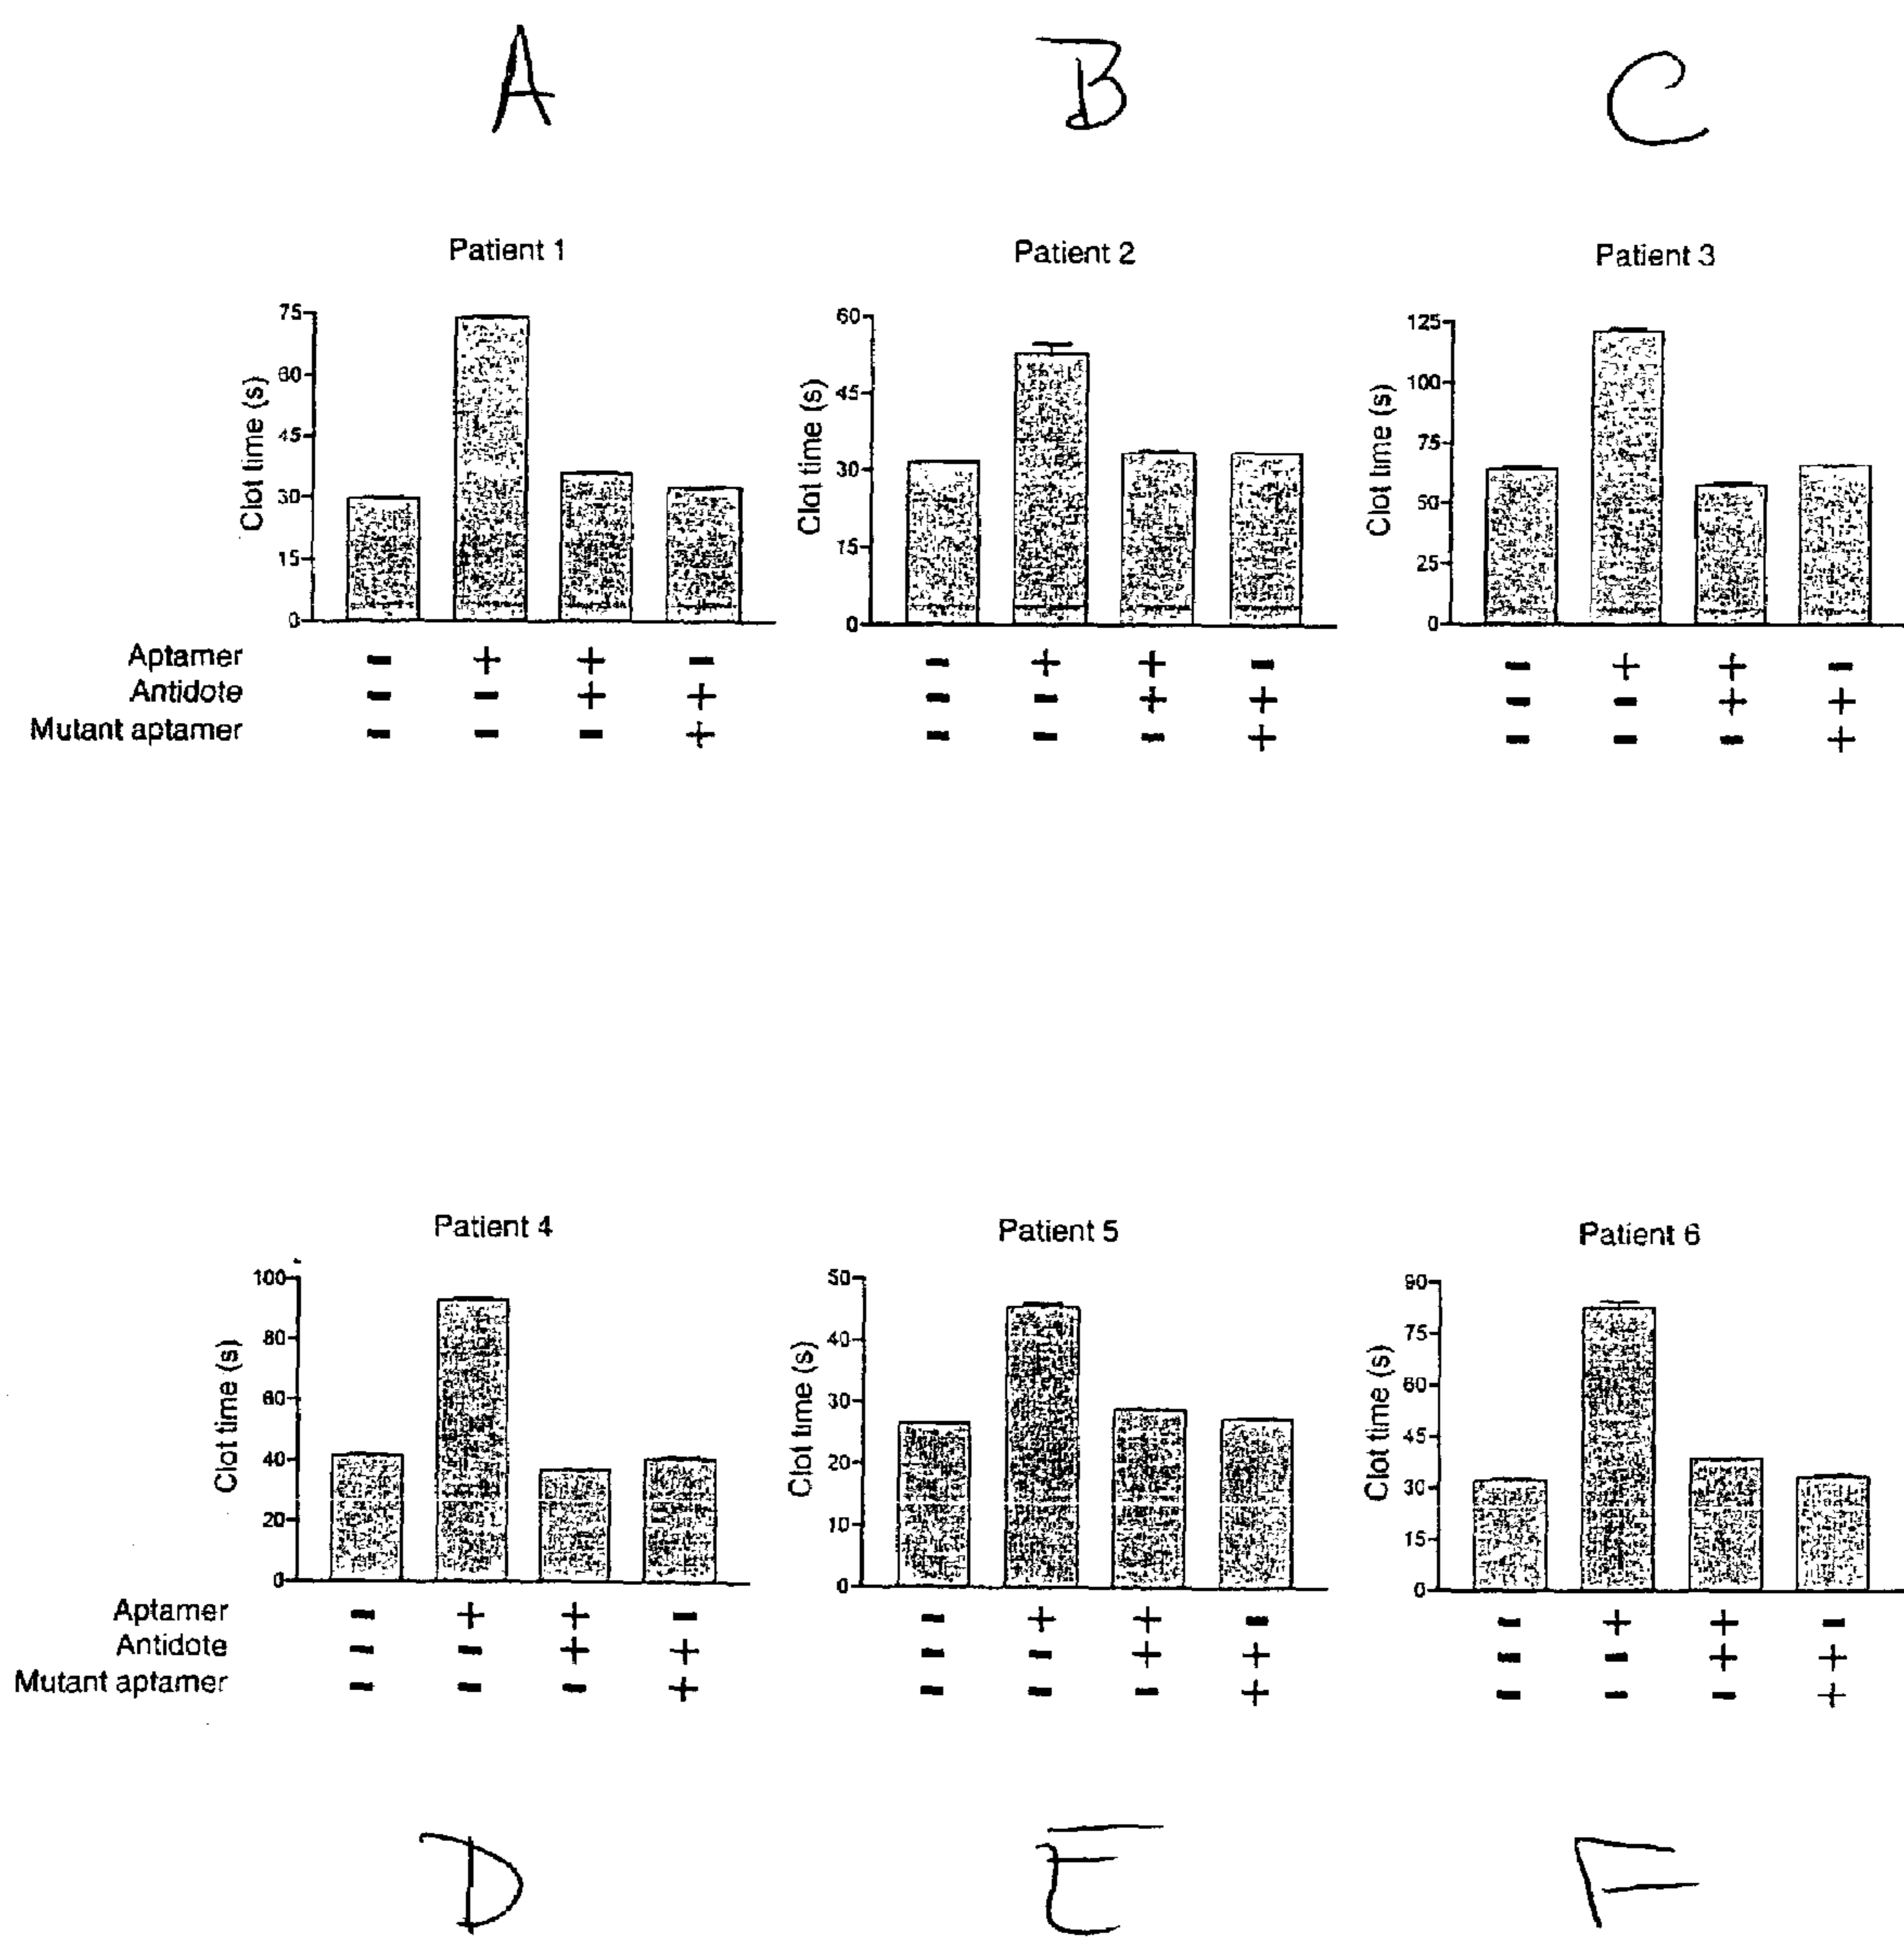 A B C
Patient 1 Patient 2 Patient 3
Clot time (s) Clot time (s) Clot time (s)
75 60 45 30 15 0
60 45 30 75 0
125 100 75 50 25 0
Aptamer - + + - - + + - - + + -
Antidote - - + + - - + + - - + +
Mutant aptamer - - - + - - - + - - - +
Patient 4 Patient 5 Patient 6
Clot time (s) Clot time (s) Clot time (s)
100 80 60 40 20 0
50 40 30 20 10 0
90 75 60 45 30 15 0
Aptamer - + + - - + + - - + + -
Antidote - - + + - - + + - - + +
Mutant aptamer - - - + - - - + - - - +
D E F